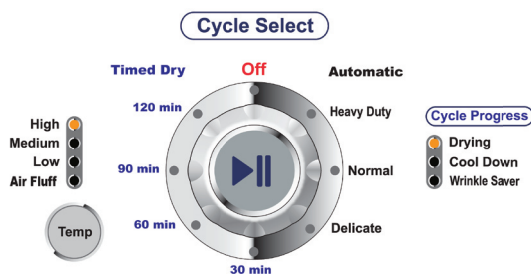 Cycle Select
Timed Dry
Off
Automatic
120 min
Heavy Duty
90 min
Normal
60 min
Delicate
30 min
High
Medium
Low
Air Fluff
Temp
Cycle Progress
Drying
Cool Down
Wrinkle Saver